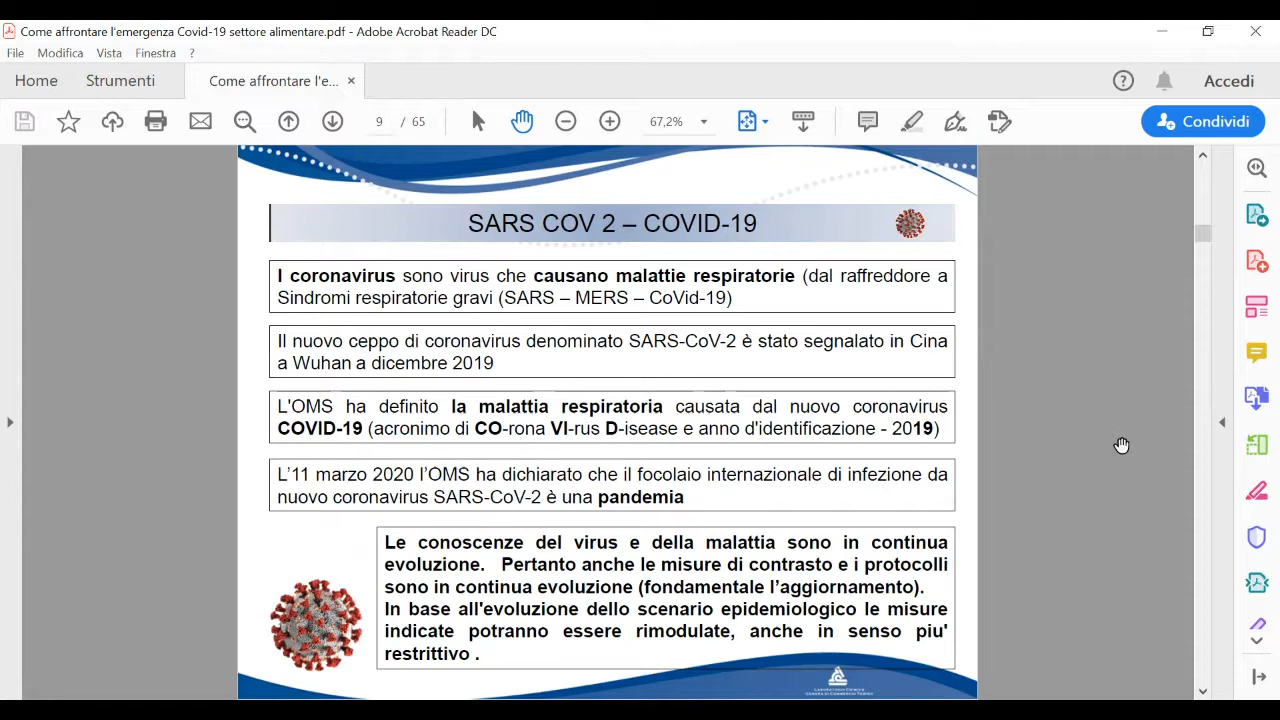 Come affrontare l'emergenza Covid-19 settore alimentare.pdf - Adobe Acrobat Reader DC
File Modifica Vista Finestra ?
Home Strumenti Come affrontare l'e... × Accedi
9 / 65 67,2% Condividi
SARS COV 2 – COVID-19
I coronavirus sono virus che causano malattie respiratorie (dal raffreddore a
Sindromi respiratorie gravi (SARS – MERS – CoVid-19)
Il nuovo ceppo di coronavirus denominato SARS-CoV-2 è stato segnalato in Cina
a Wuhan a dicembre 2019
L'OMS ha definito la malattia respiratoria causata dal nuovo coronavirus
COVID-19 (acronimo di CO-rona VI-rus D-isease e anno d'identificazione - 2019)
L'11 marzo 2020 l'OMS ha dichiarato che il focolaio internazionale di infezione da
nuovo coronavirus SARS-CoV-2 è una pandemia
Le conoscenze del virus e della malattia sono in continua
evoluzione. Pertanto anche le misure di contrasto e i protocolli
sono in continua evoluzione (fondamentale l'aggiornamento).
In base all'evoluzione dello scenario epidemiologico le misure
indicate potranno essere rimodulate, anche in senso piu'
restrittivo .
LABORATORIO CHIMICO
CAMERA DI COMMERCIO TORINO